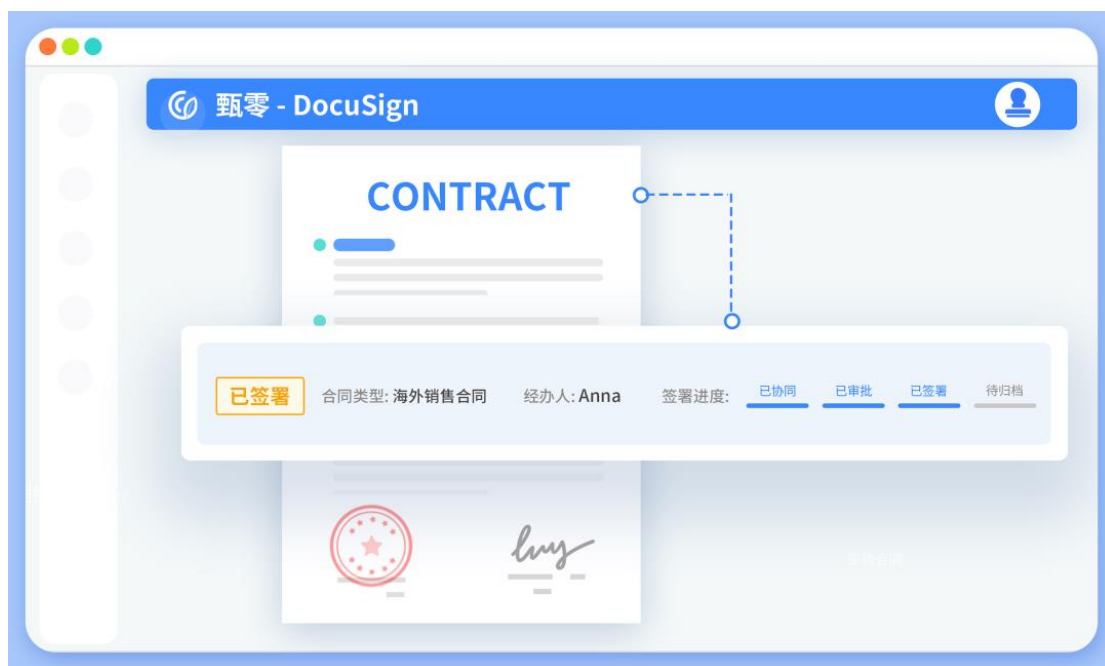 甄零 - DocuSign
CONTRACT
已签署
合同类型: 海外销售合同
经办人: Anna
签署进度:
已协同
已审批
已签署
待归档